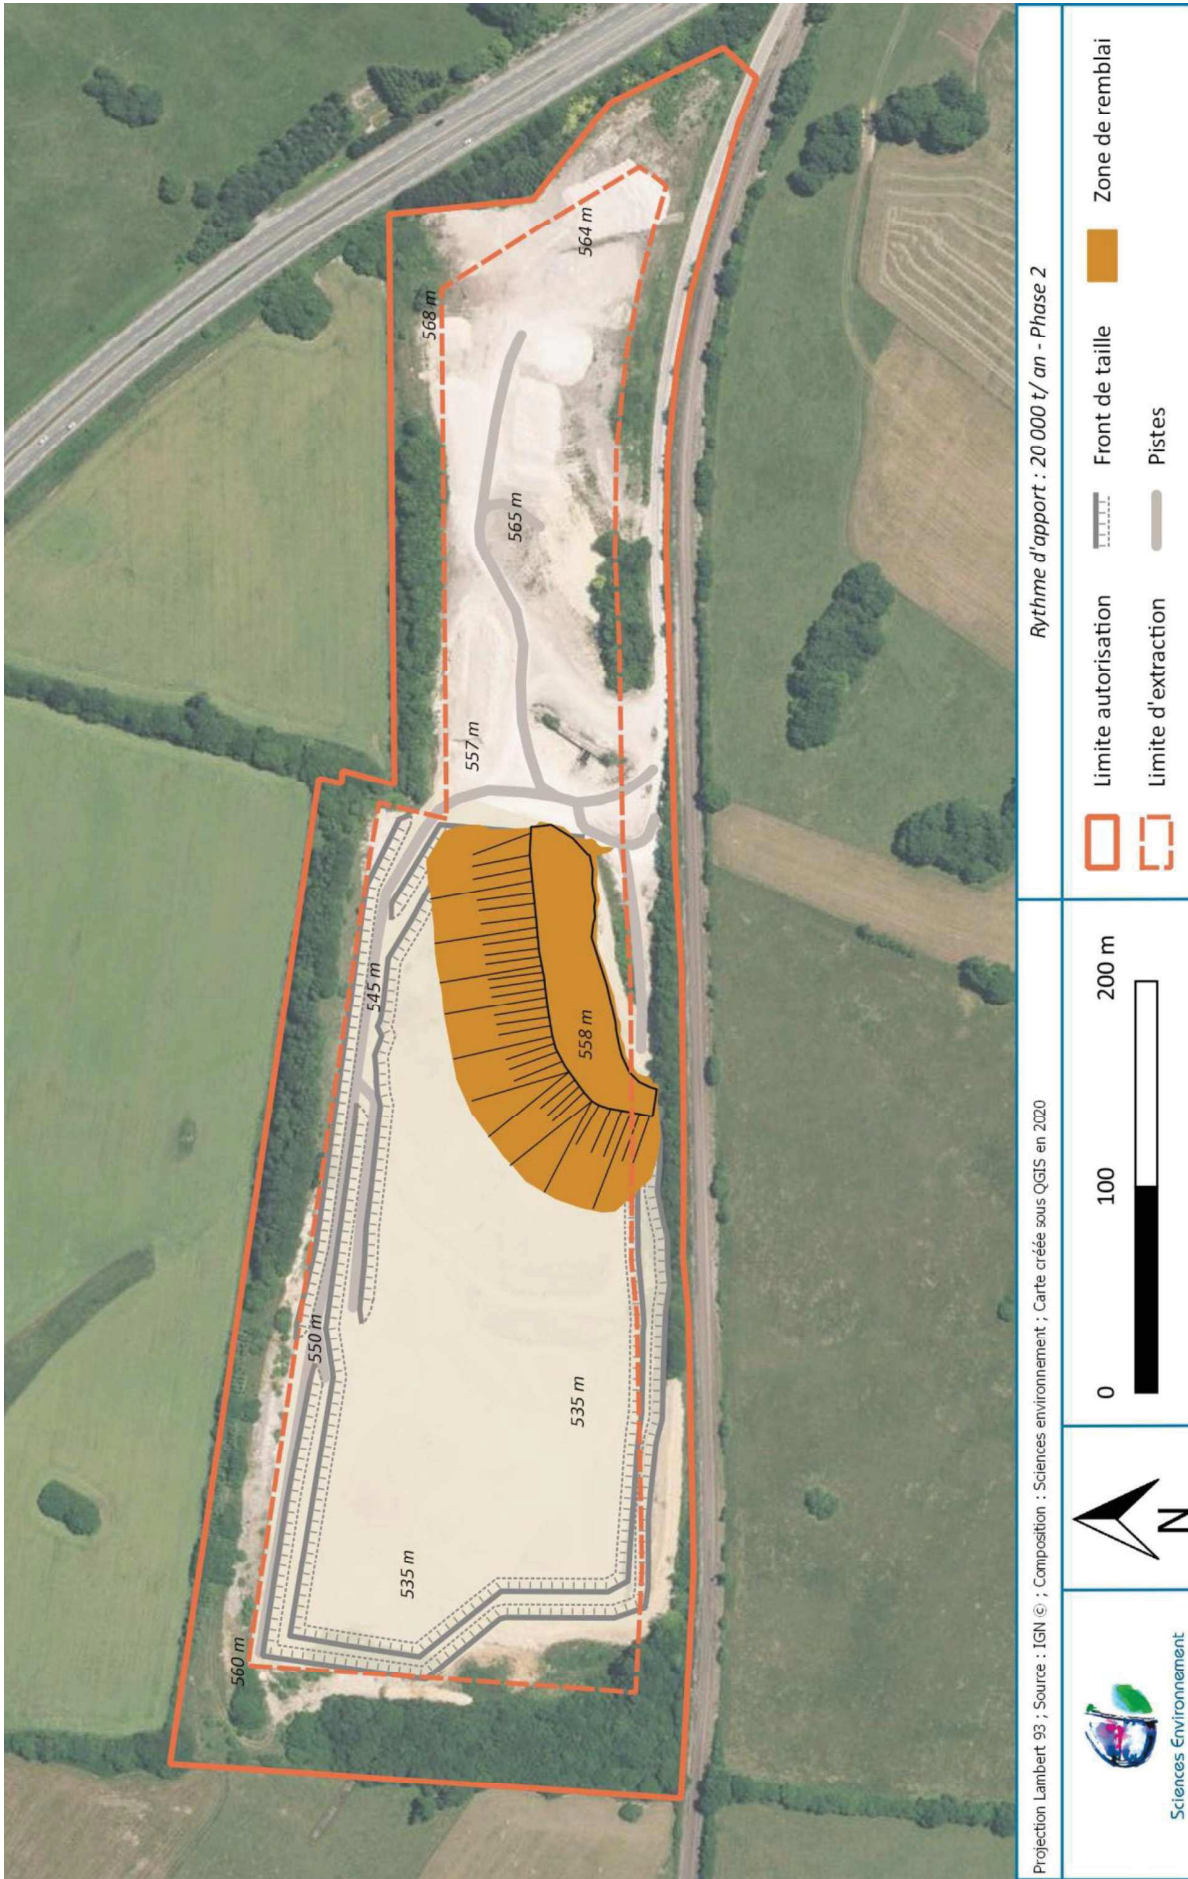 568 m
564 m
565 m
557 m
545 m
558 m
550 m
535 m
535 m
560 m
Projection Lambert 93 ; Source : IGN © ; Composition : Sciences environnement ; Carte créée sous QGIS en 2020
Rythme d'apport : 20 000 t/ an - Phase 2
Sciences Environnement
N
0 100 200 m
Limite autorisation
Front de taille
Zone de remblai
Limite d'extraction
Pistes